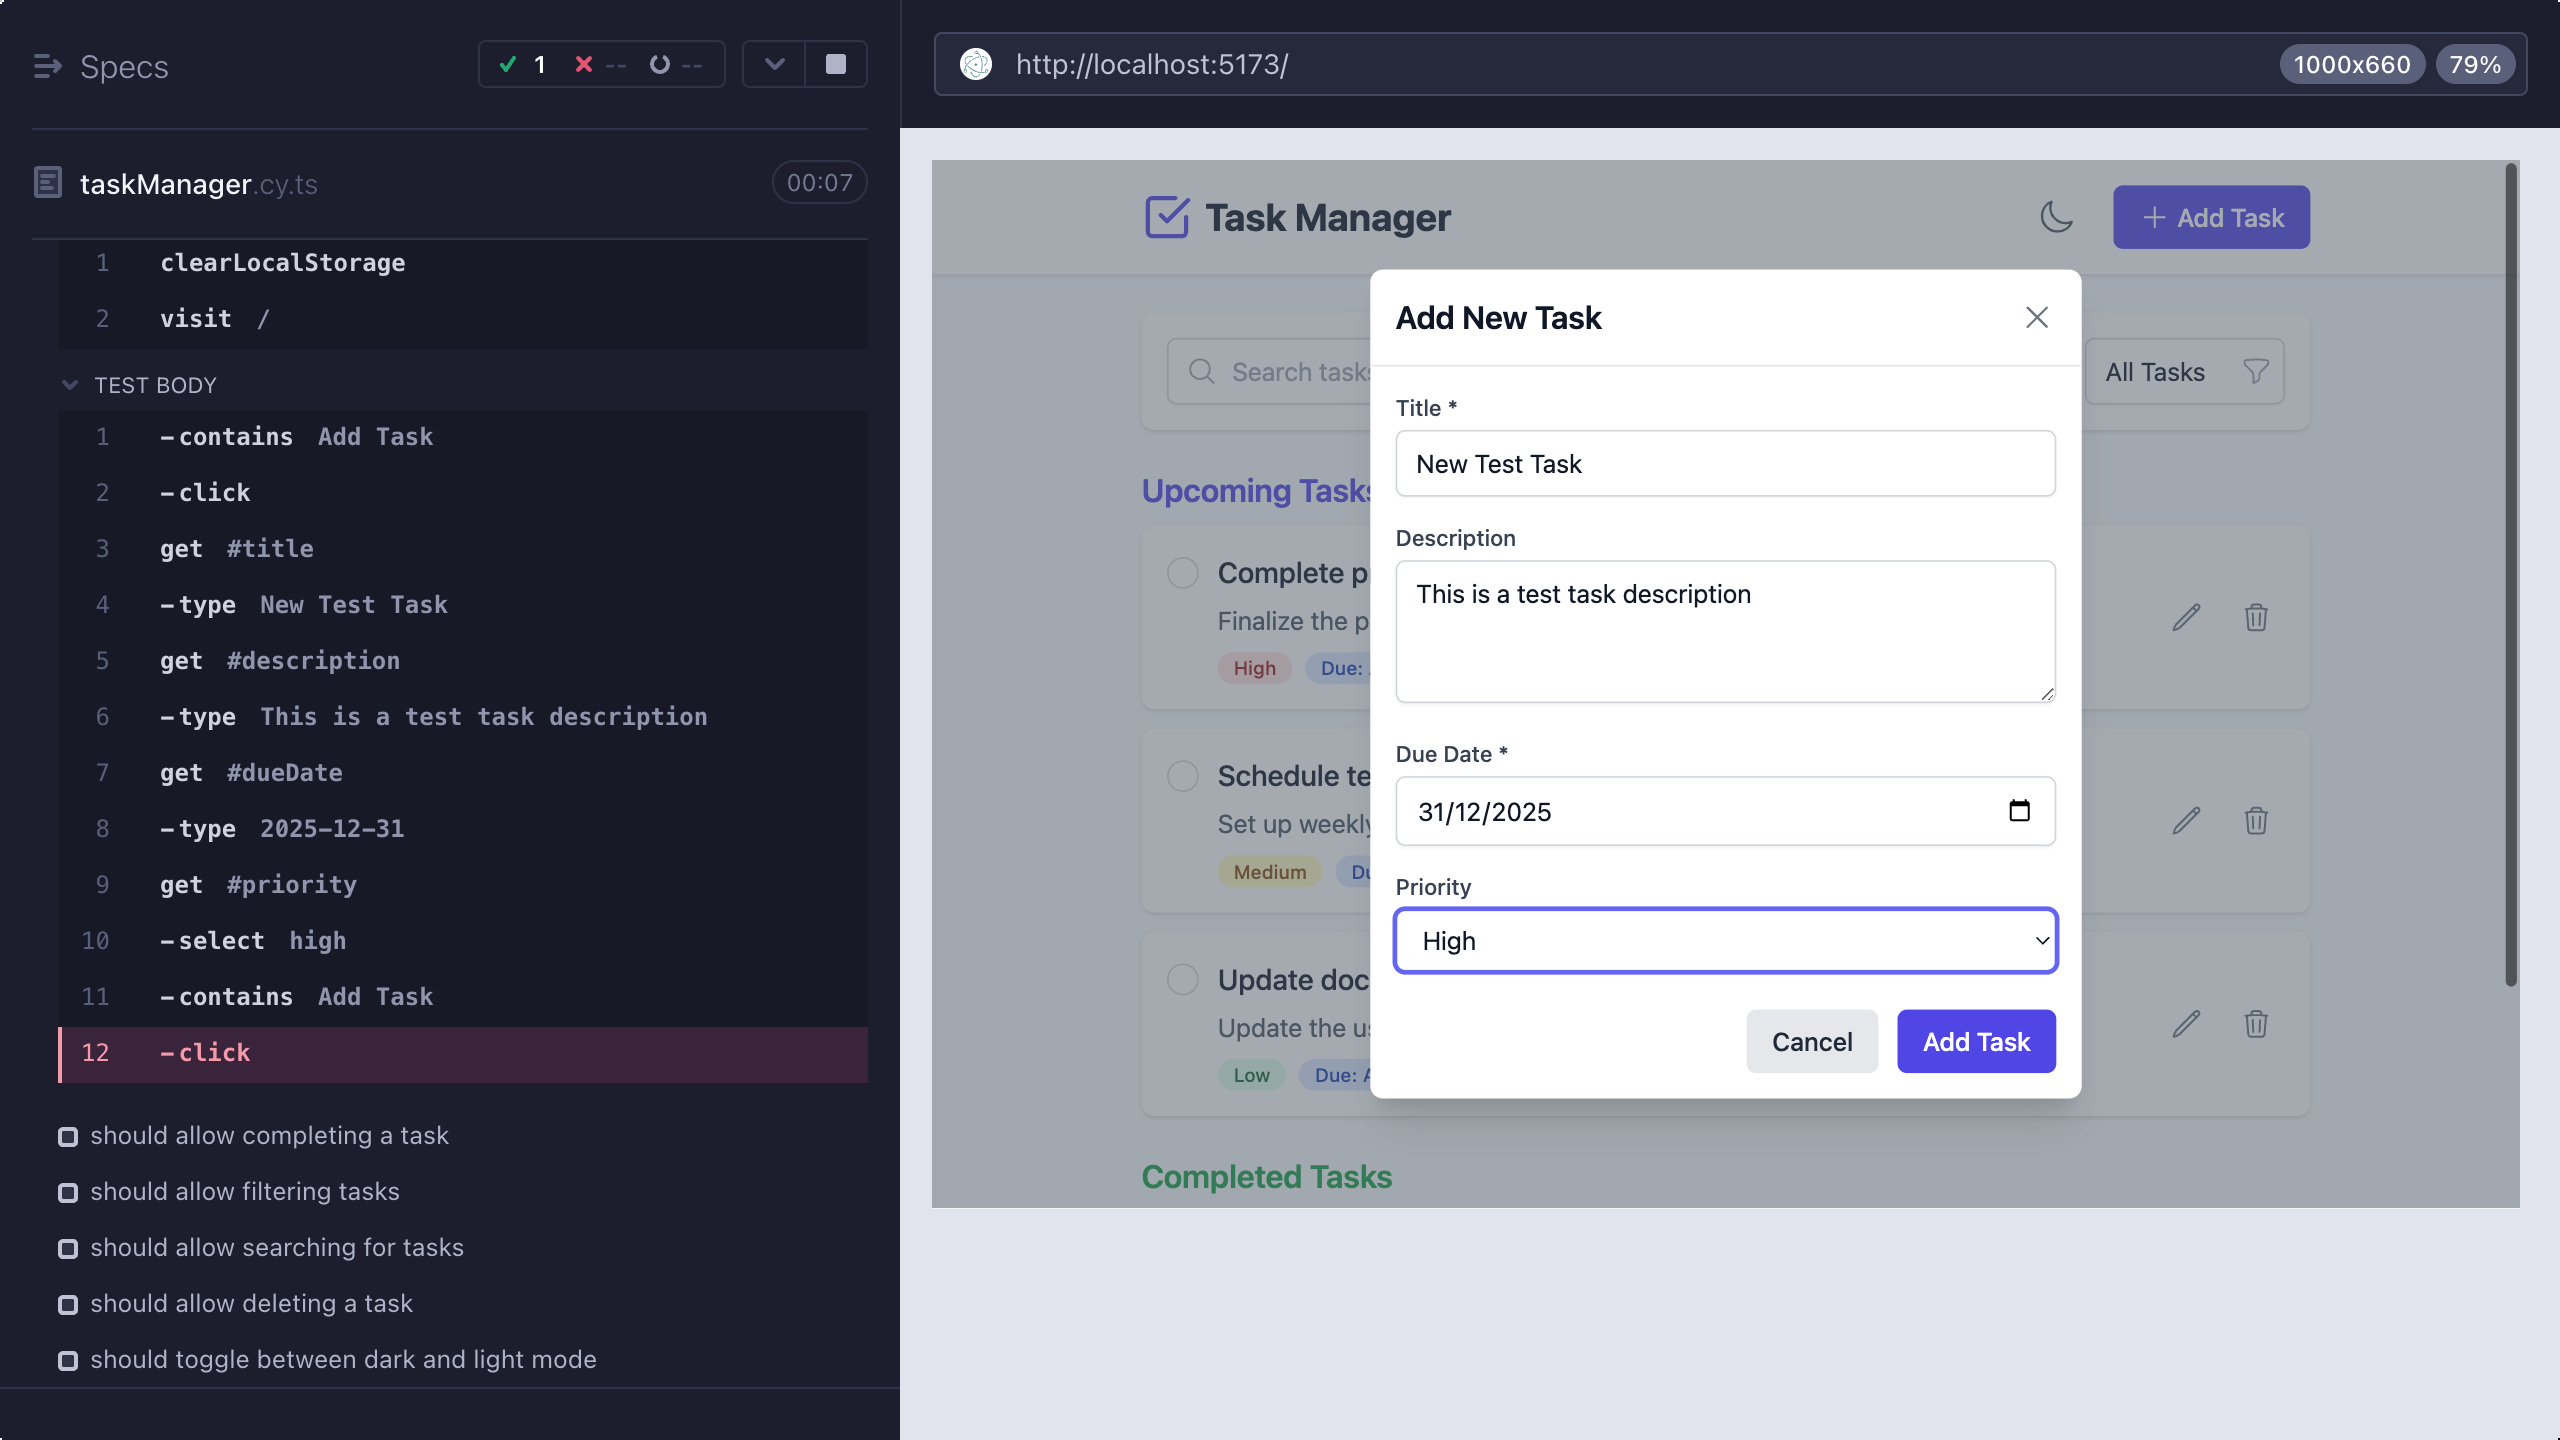 Specs
1 -- --
taskManager.cy.ts
00:07
1 clearLocalStorage
2 visit /
TEST BODY
1 -contains Add Task
2 -click
3 get #title
4 -type New Test Task
5 get #description
6 -type This is a test task description
7 get #dueDate
8 -type 2025-12-31
9 get #priority
10 -select high
11 -contains Add Task
12 -click
should allow completing a task
should allow filtering tasks
should allow searching for tasks
should allow deleting a task
should toggle between dark and light mode
http://localhost:5173/
1000x660
79%
Task Manager
+ Add Task
Search tasks
All Tasks
Upcoming Tasks
Complete p
Finalize the p
High
Due:
Schedule te
Set up weekly
Medium
Du
Update doc
Update the u
Low
Due: A
Completed Tasks
Add New Task
Title *
New Test Task
Description
This is a test task description
Due Date *
31/12/2025
Priority
High
Cancel
Add Task